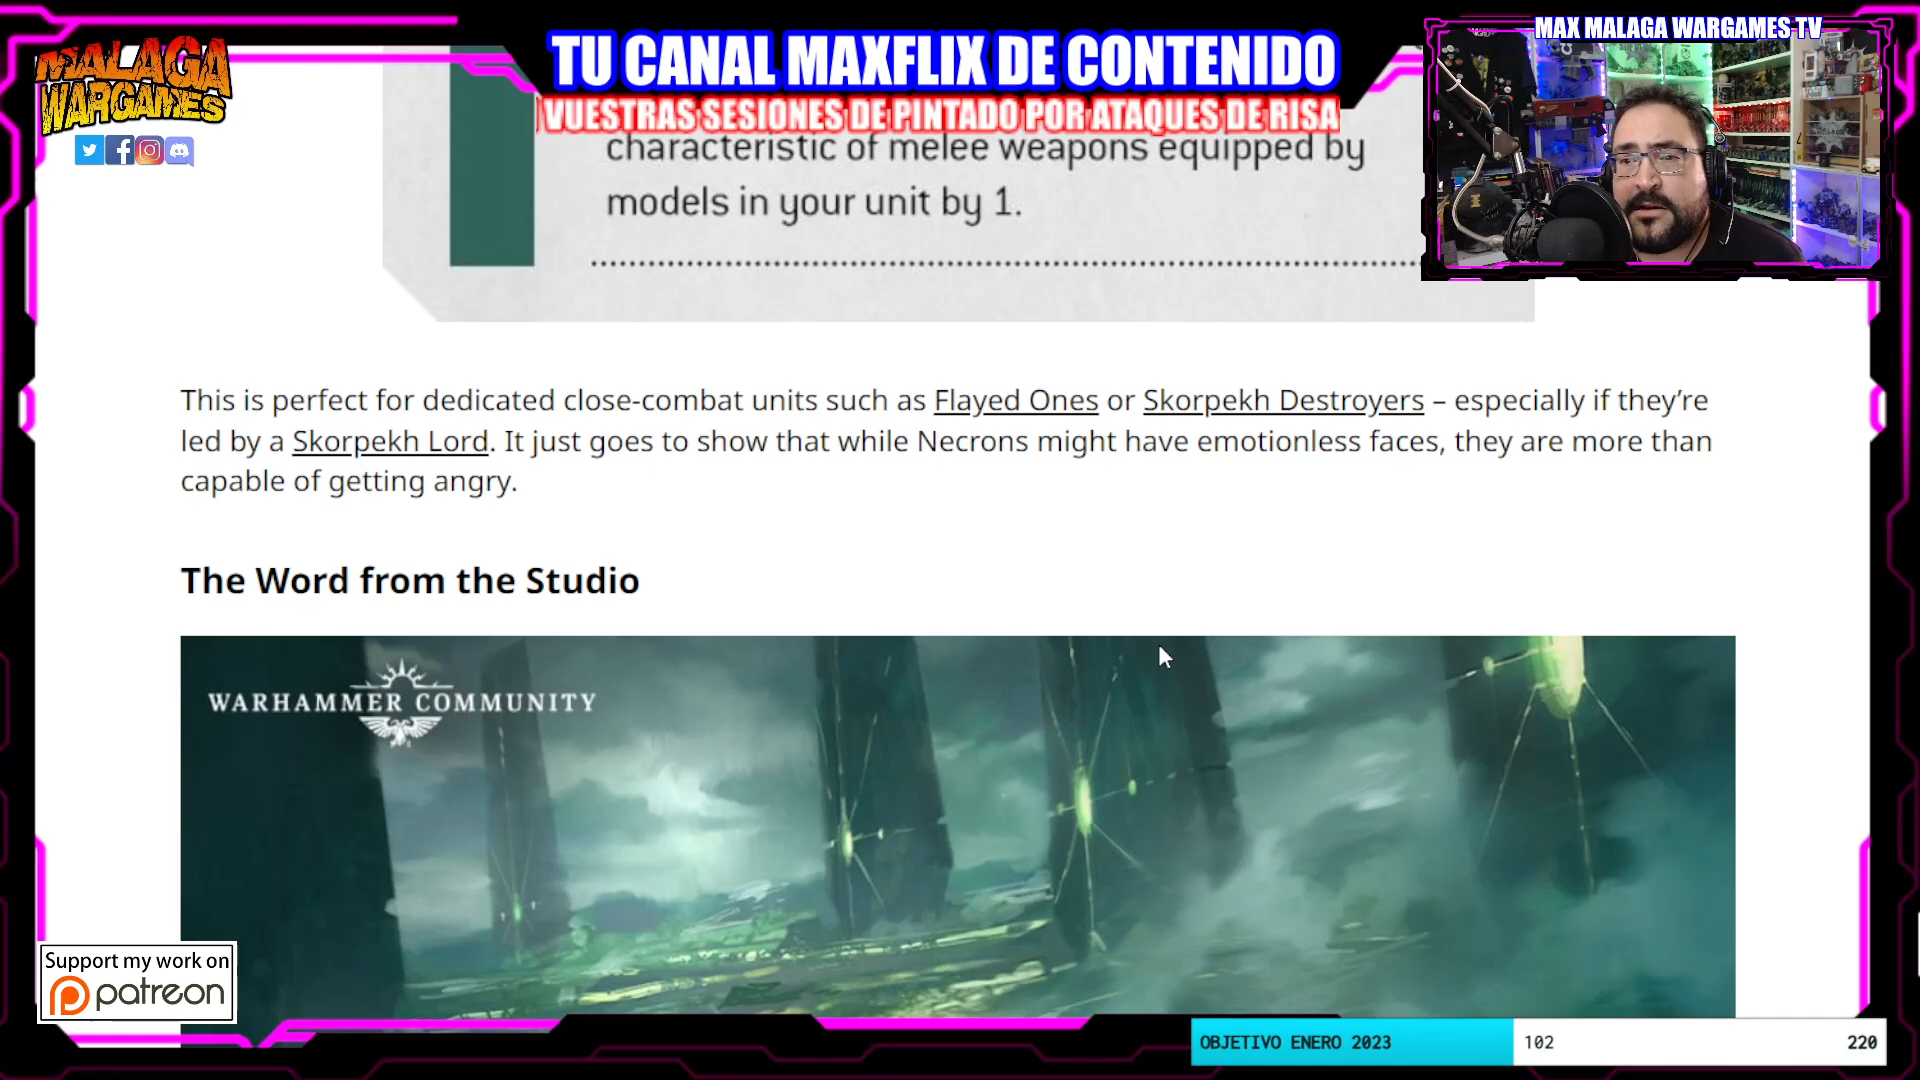 MALAGA
WARGAMES
TU CANAL MAXFLIX DE CONTENIDO
VUESTRAS SESIONES DE PINTADO POR ATAQUES DE RISA
MAX MALAGA WARGAMES TV
characteristic of melee weapons equipped by
models in your unit by 1.
This is perfect for dedicated close-combat units such as Flayed Ones or Skorpekh Destroyers – especially if they’re
led by a Skorpekh Lord. It just goes to show that while Necrons might have emotionless faces, they are more than
capable of getting angry.
The Word from the Studio
WARHAMMER COMMUNITY
Support my work on
patreon
OBJETIVO ENERO 2023 102 220